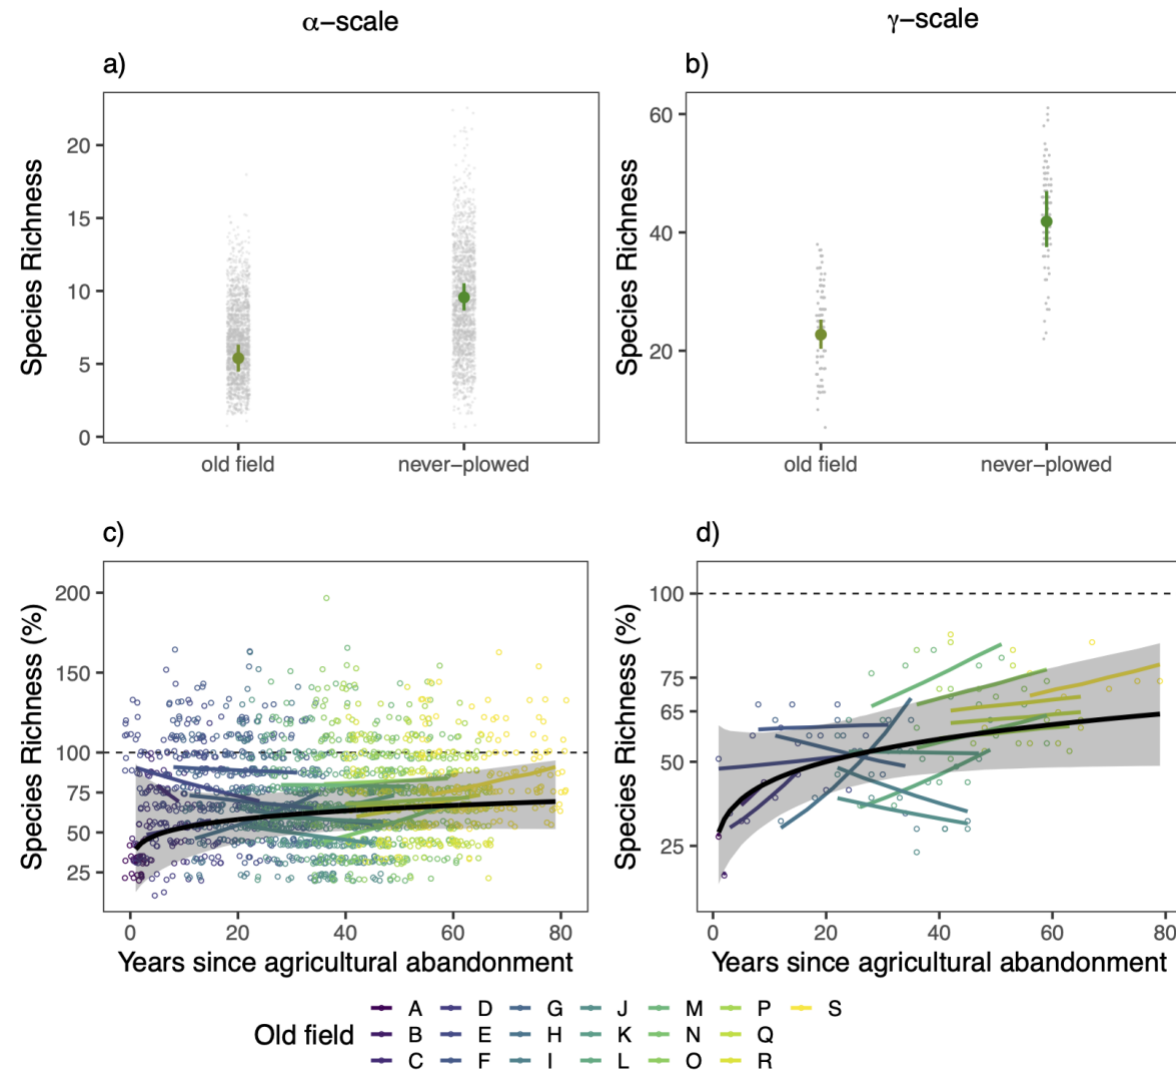 α−scale
γ−scale
a)
b)
Species Richness
20
15
10
5
0
old field
never−plowed
Species Richness
60
40
20
old field
never−plowed
c)
d)
Species Richness (%)
200
150
100
75
50
25
0
20
40
60
80
Years since agricultural abandonment
Species Richness (%)
100
75
65
50
25
0
20
40
60
80
Years since agricultural abandonment
Old field
A
D
G
J
M
P
S
B
E
H
K
N
Q
C
F
I
L
O
R